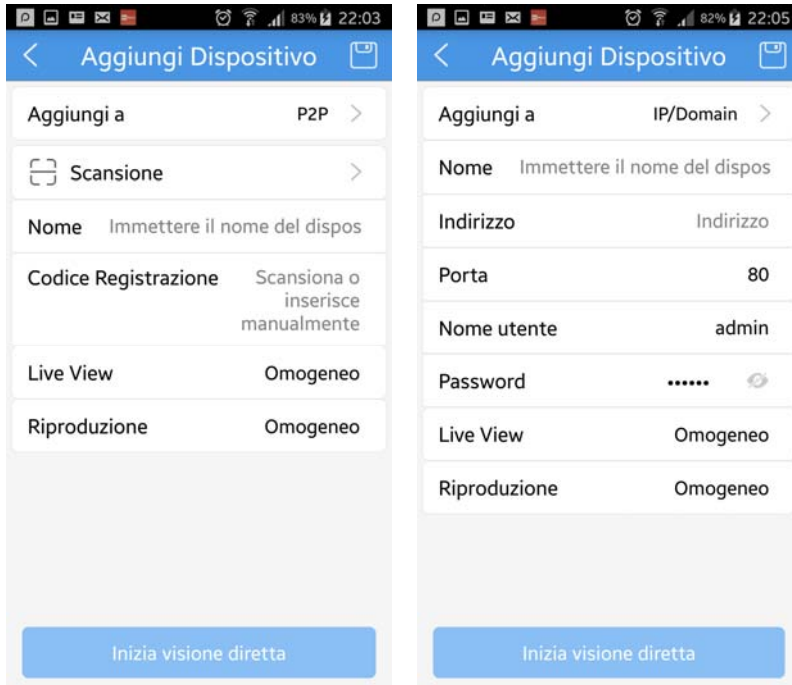 83% 22:03
Aggiungi Dispositivo
Aggiungi a P2P
Scansione
Nome Immettere il nome del dispos
Codice Registrazione Scansiona o
inserisce
manualmente
Live View Omogeneo
Riproduzione Omogeneo
Inizia visione diretta
82% 22:05
Aggiungi Dispositivo
Aggiungi a IP/Domain
Nome Immettere il nome del dispos
Indirizzo Indirizzo
Porta 80
Nome utente admin
Password ••••••
Live View Omogeneo
Riproduzione Omogeneo
Inizia visione diretta